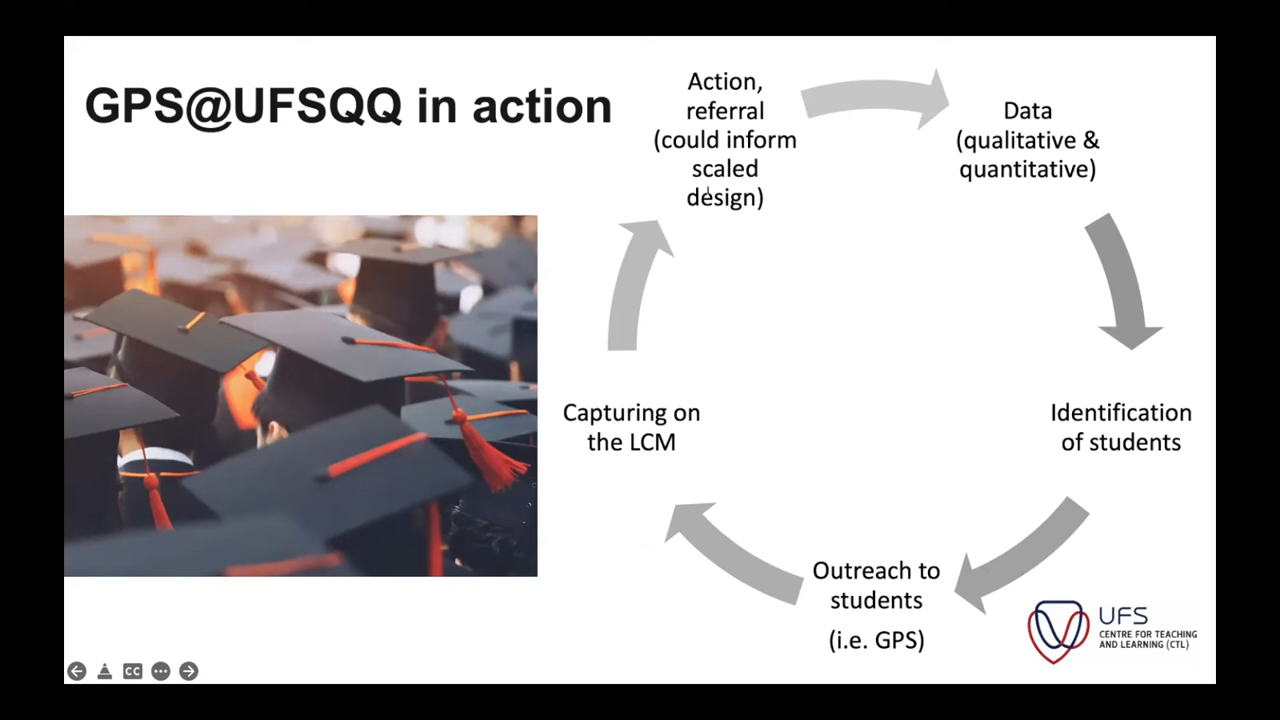 GPS@UFSQQ in action
Action,
referral
(could inform
scaled
design)
Data
(qualitative &
quantitative)
Identification
of students
Outreach to
students
(i.e. GPS)
Capturing on
the LCM
UFS
CENTRE FOR TEACHING
AND LEARNING (CTL)
CC